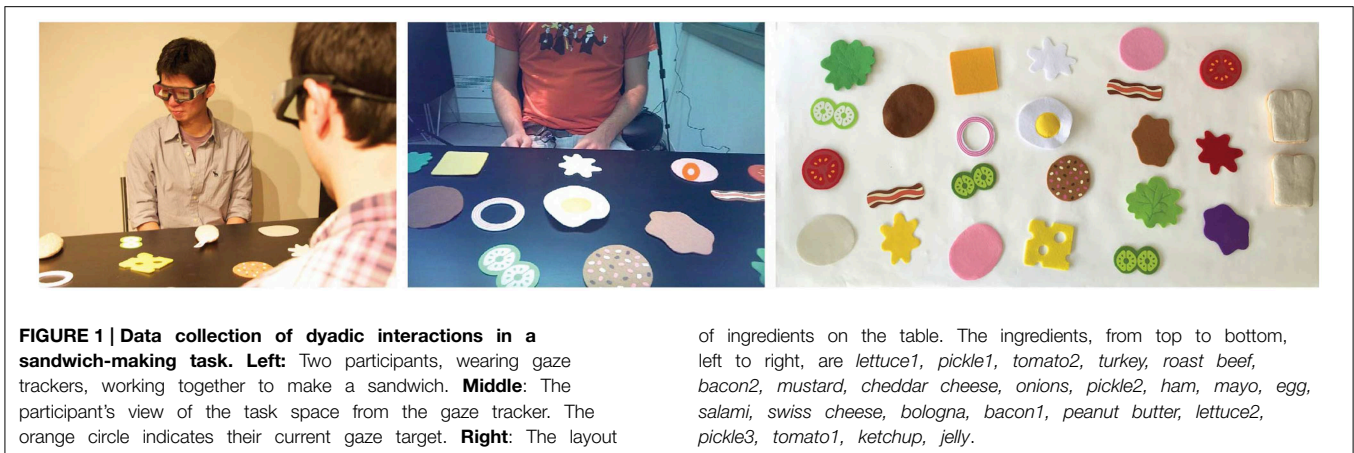 FIGURE 1 | Data collection of dyadic interactions in a
sandwich-making task. Left: Two participants, wearing gaze
trackers, working together to make a sandwich. Middle: The
participant's view of the task space from the gaze tracker. The
orange circle indicates their current gaze target. Right: The layout
of ingredients on the table. The ingredients, from top to bottom,
left to right, are lettuce1, pickle1, tomato2, turkey, roast beef,
bacon2, mustard, cheddar cheese, onions, pickle2, ham, mayo, egg,
salami, swiss cheese, bologna, bacon1, peanut butter, lettuce2,
pickle3, tomato1, ketchup, jelly.